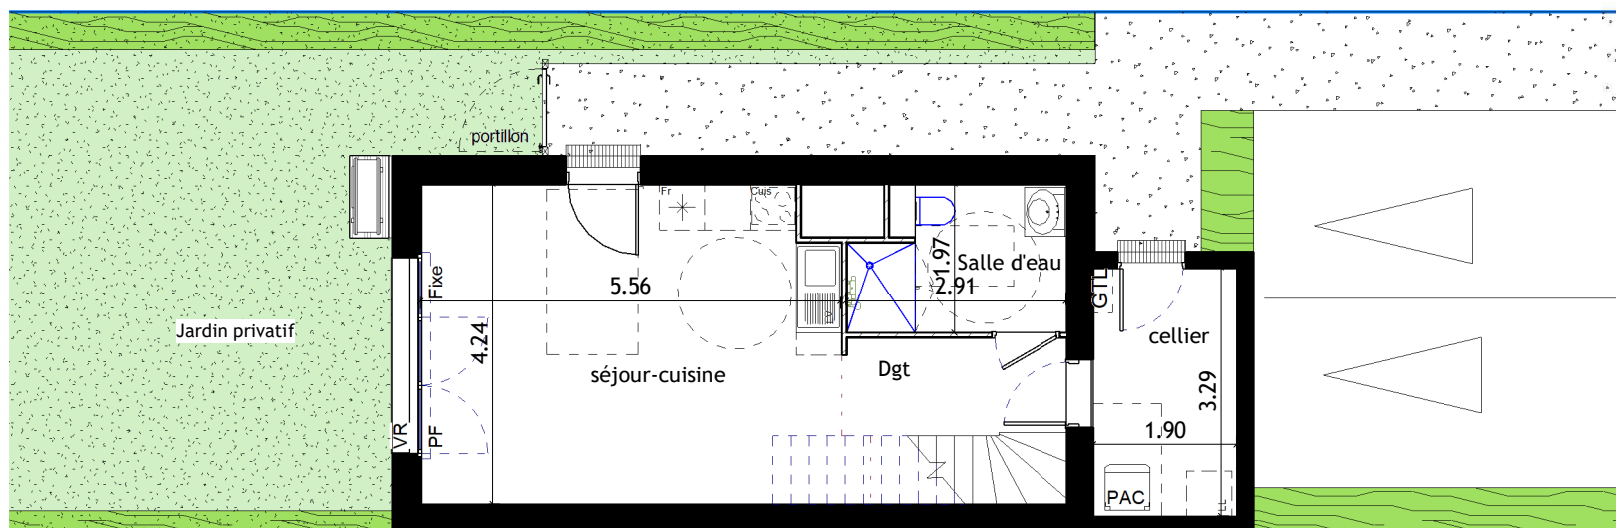 portillon
Fr
Cuis
1.97
Salle d'eau
Fixe
5.56
2.91
GTL
Jardin privatif
cellier
4.24
séjour-cuisine
Dgt
3.29
VR
PF
1.90
PAC
LL